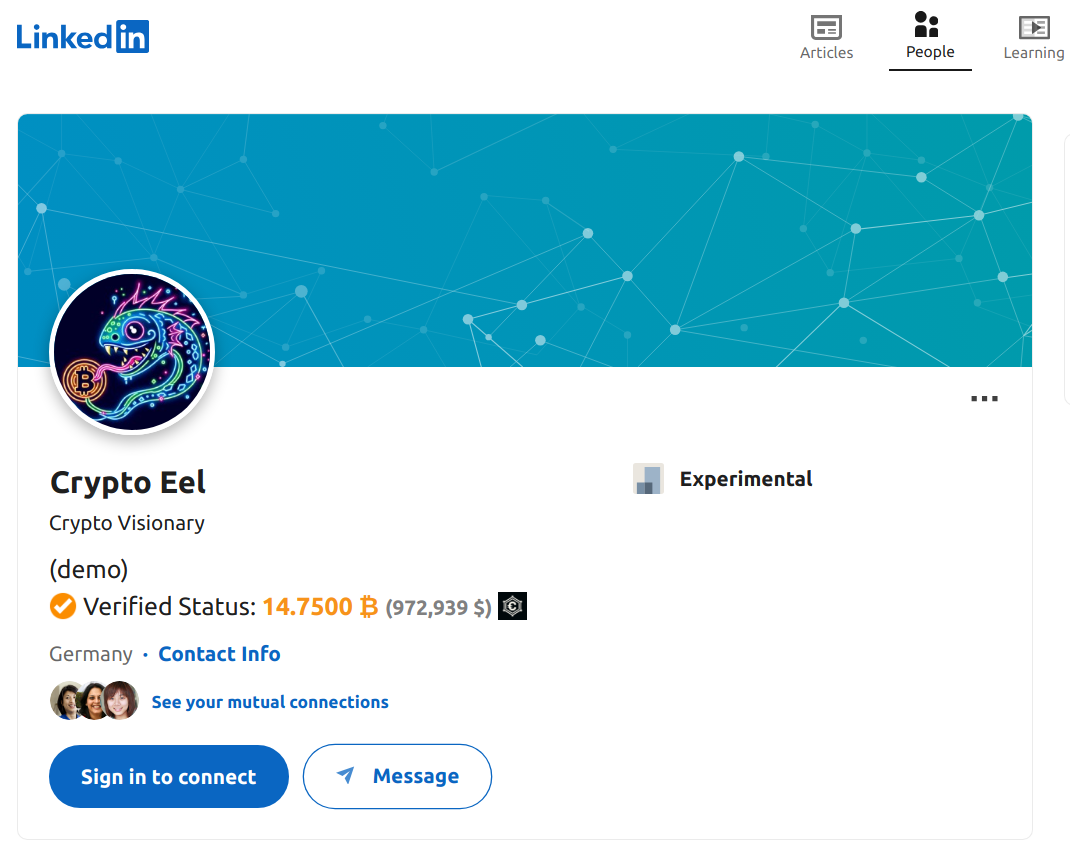 LinkedIn
Articles
People
Learning
Crypto Eel
Experimental
Crypto Visionary
(demo)
Verified Status: 14.7500 ₿ (972,939 $)
Germany · Contact Info
See your mutual connections
Sign in to connect
Message